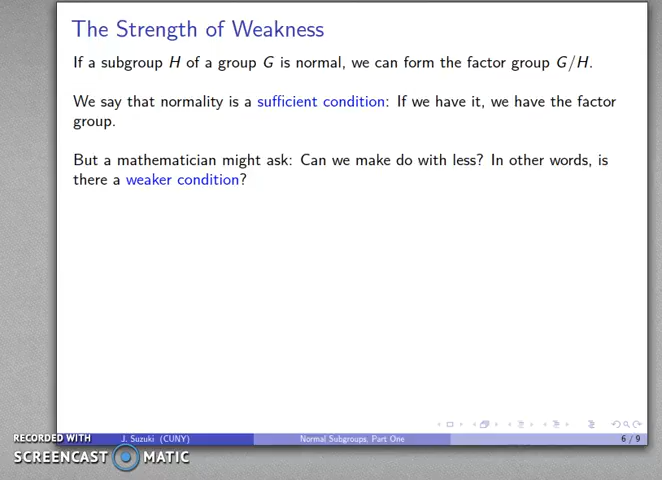 The Strength of Weakness
If a subgroup H of a group G is normal, we can form the factor group G/H.
We say that normality is a sufficient condition: If we have it, we have the factor
group.
But a mathematician might ask: Can we make do with less? In other words, is
there a weaker condition?
RECORDED WITH
SCREENCAST MATIC
J. Suzuki (CUNY)
Normal Subgroups, Part One
6 / 9